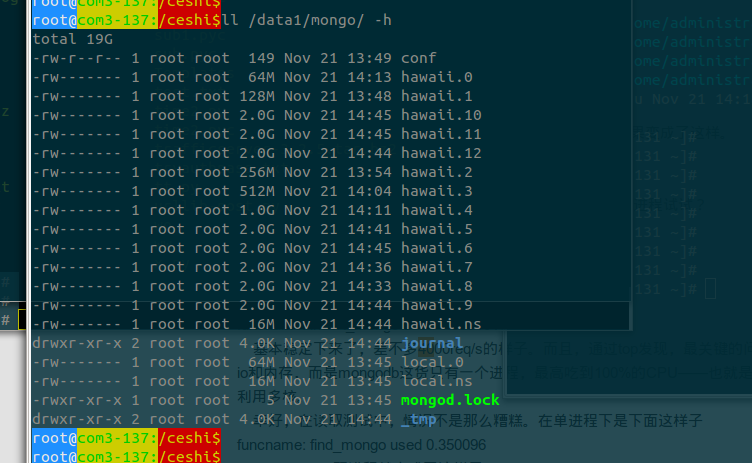 root@com3-137:/ceshi$
root@com3-137:/ceshi$ll /data1/mongo/ -h
total 19G
-rw-r--r-- 1 root root  149 Nov 21 13:49 conf
-rw------- 1 root root  64M Nov 21 14:13 hawaii.0
-rw------- 1 root root 128M Nov 21 13:48 hawaii.1
-rw------- 1 root root 2.0G Nov 21 14:45 hawaii.10
-rw------- 1 root root 2.0G Nov 21 14:45 hawaii.11
-rw------- 1 root root 2.0G Nov 21 14:44 hawaii.12
-rw------- 1 root root 256M Nov 21 13:54 hawaii.2
-rw------- 1 root root 512M Nov 21 14:04 hawaii.3
-rw------- 1 root root 1.0G Nov 21 14:11 hawaii.4
-rw------- 1 root root 2.0G Nov 21 14:41 hawaii.5
-rw------- 1 root root 2.0G Nov 21 14:45 hawaii.6
-rw------- 1 root root 2.0G Nov 21 14:36 hawaii.7
-rw------- 1 root root 2.0G Nov 21 14:33 hawaii.8
-rw------- 1 root root 2.0G Nov 21 14:44 hawaii.9
-rw------- 1 root root  16M Nov 21 14:44 hawaii.ns
drwxr-xr-x 2 root root 4.0K Nov 21 14:44 journal
-rw------- 1 root root  64M Nov 21 14:45 local.0
-rw------- 1 root root  16M Nov 21 14:45 local.ns
-rwxr-xr-x 1 root root    5 Nov 21 13:43 mongod.lock
drwxr-xr-x 2 root root 4.0K Nov 21 14:44 _tmp
root@com3-137:/ceshi$
root@com3-137:/ceshi$
ome/administr
ome/administr
ome/administr
ome/administr
u Nov 21 14:1
131 ~]#
131 ~]#
131 ~]#
131 ~]#
131 ~]#
131 ~]#
131 ~]#
131 ~]#
131 ~]#
io和内存。而是mongodb这货只有一个进
利用多核
不是那么糟糕。在单进程下是下面这样子
funcname: find_mongo used 0.350096